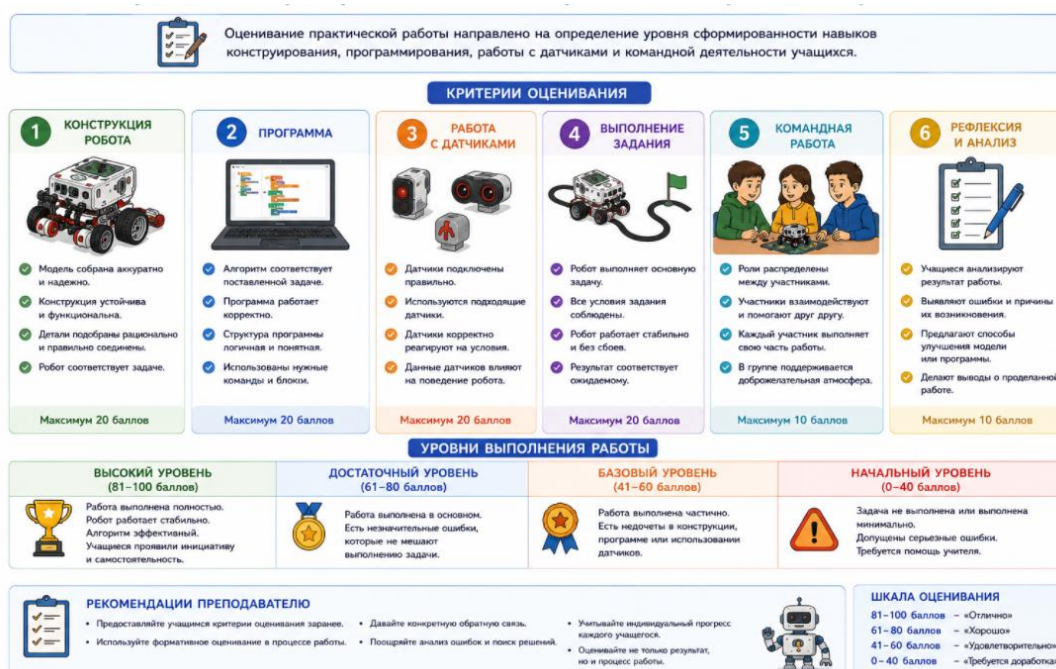 Оценивание практической работы направлено на определение уровня сформированности навыков
конструирования, программирования, работы с датчиками и командной деятельности учащихся.
КРИТЕРИИ ОЦЕНИВАНИЯ
1 КОНСТРУКЦИЯ
РОБОТА
Модель собрана аккуратно
и надежно.
Конструкция устойчива
и функциональна.
Детали подобраны рационально
и правильно соединены.
Робот соответствует задаче.
Максимум 20 баллов
2 ПРОГРАММА
Алгоритм соответствует
поставленной задаче.
Программа работает
корректно.
Структура программы
логичная и понятная.
Использованы нужные
команды и блоки.
Максимум 20 баллов
3 РАБОТА
С ДАТЧИКАМИ
Датчики подключены
правильно.
Используются подходящие
датчики.
Датчики корректно
реагируют на условия.
Данные датчиков влияют
на поведение робота.
Максимум 20 баллов
4 ВЫПОЛНЕНИЕ
ЗАДАНИЯ
Робот выполняет основную
задачу.
Все условия задания
соблюдены.
Робот работает стабильно
и без сбоев.
Результат соответствует
ожидаемому.
Максимум 20 баллов
5 КОМАНДНАЯ
РАБОТА
Роли распределены
между участниками.
Участники взаимодействуют
и помогают друг другу.
Каждый участник выполняет
свою часть работы.
В группе поддерживается
доброжелательная атмосфера.
Максимум 10 баллов
6 РЕФЛЕКСИЯ
И АНАЛИЗ
Учащиеся анализируют
результат работы.
Выявляют ошибки и причины
их возникновения.
Предлагают способы
улучшения модели
или программы.
Делают выводы о проделанной
работе.
Максимум 10 баллов
УРОВНИ ВЫПОЛНЕНИЯ РАБОТЫ
ВЫСОКИЙ УРОВЕНЬ
(81–100 баллов)
Работа выполнена полностью.
Робот работает стабильно.
Алгоритм эффективный.
Учащиеся проявили инициативу
и самостоятельность.
ДОСТАТОЧНЫЙ УРОВЕНЬ
(61–80 баллов)
Работа выполнена в основном.
Есть незначительные ошибки,
которые не мешают
выполнению задачи.
БАЗОВЫЙ УРОВЕНЬ
(41–60 баллов)
Работа выполнена частично.
Есть недочеты в конструкции,
программе или использовании
датчиков.
НАЧАЛЬНЫЙ УРОВЕНЬ
(0–40 баллов)
Задача не выполнена или выполнена
минимально.
Допущены серьезные ошибки.
Требуется помощь учителя.
РЕКОМЕНДАЦИИ ПРЕПОДАВАТЕЛЮ
• Предоставляйте учащимся критерии оценивания заранее.
• Используйте формативное оценивание в процессе работы.
• Давайте конкретную обратную связь.
• Поощряйте анализ ошибок и поиск решений.
• Учитывайте индивидуальный прогресс
каждого учащегося.
• Оценивайте не только результат,
но и процесс работы.
ШКАЛА ОЦЕНИВАНИЯ
81–100 баллов – «Отлично»
61–80 баллов – «Хорошо»
41–60 баллов – «Удовлетворительно
0–40 баллов – «Требуется доработка